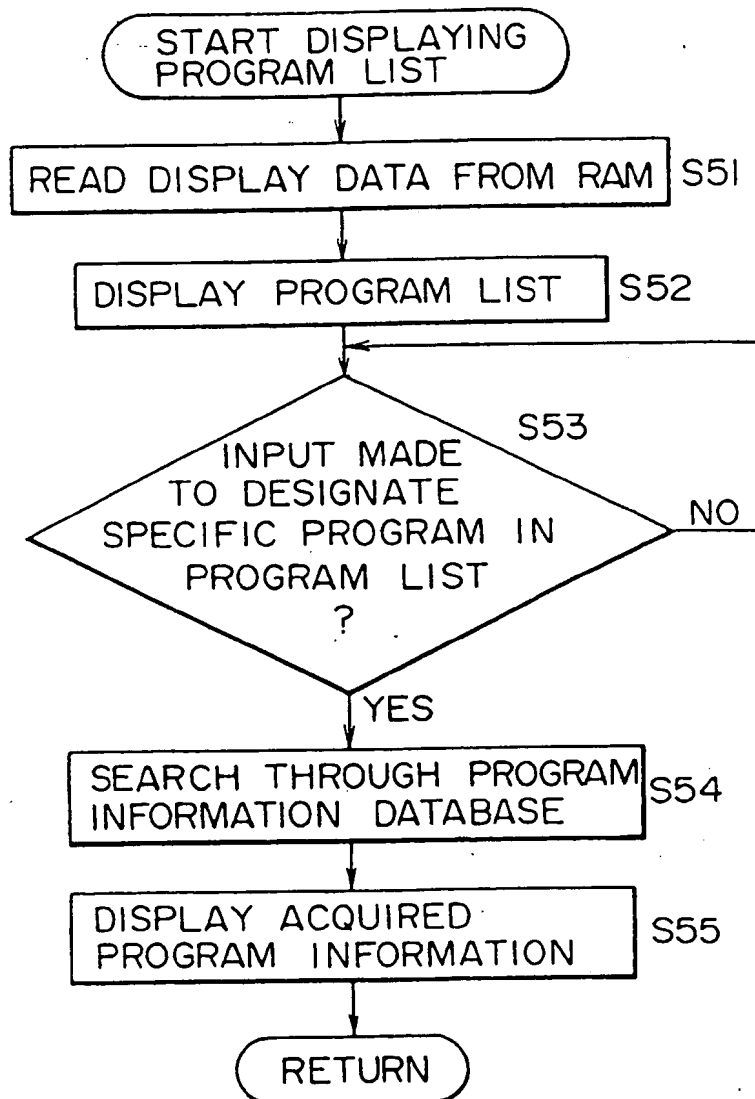 START DISPLAYING
PROGRAM LIST
READ DISPLAY DATA FROM RAM
S51
DISPLAY PROGRAM LIST
S52
S53
INPUT MADE
TO DESIGNATE
SPECIFIC PROGRAM IN
PROGRAM LIST
?
NO
YES
SEARCH THROUGH PROGRAM
INFORMATION DATABASE
S54
DISPLAY ACQUIRED
PROGRAM INFORMATION
S55
RETURN